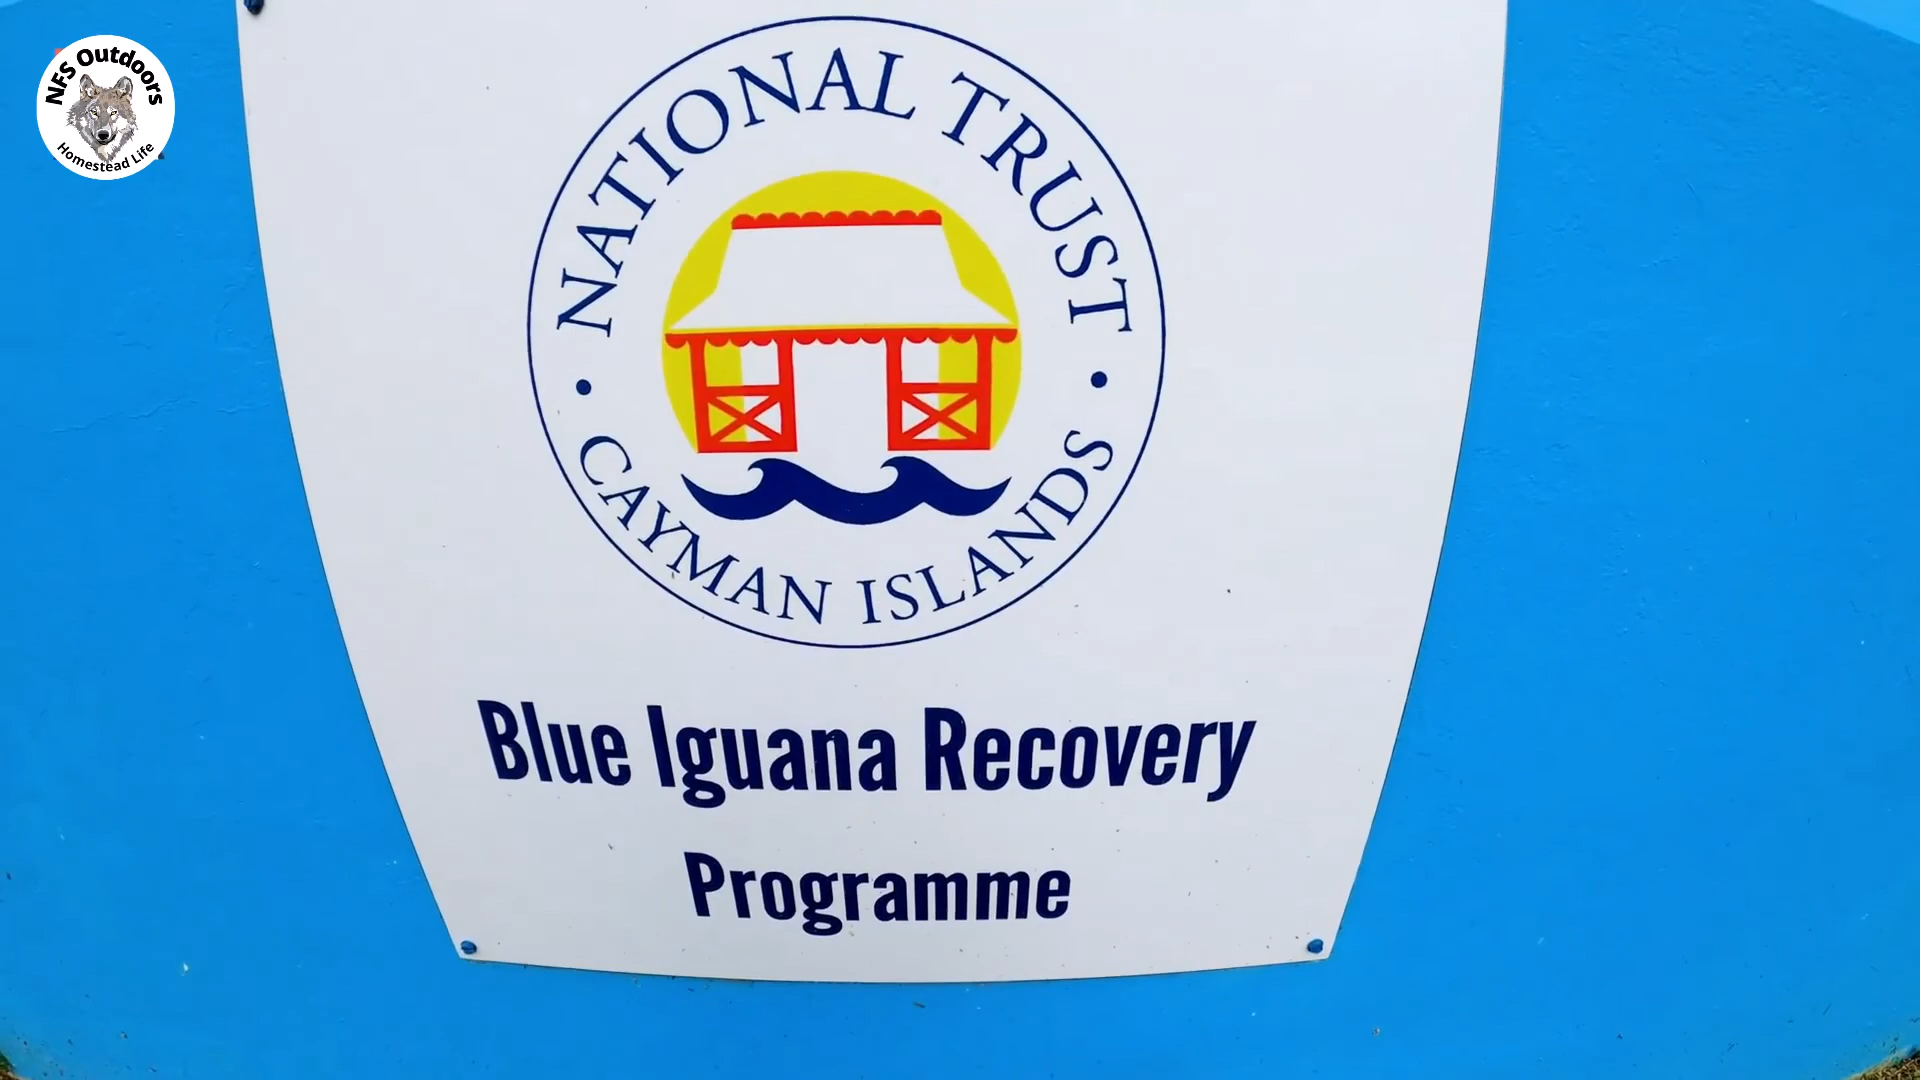 NFS Outdoors
Homestead Life
NATIONAL TRUST
• CAYMAN ISLANDS •
Blue Iguana Recovery
Programme